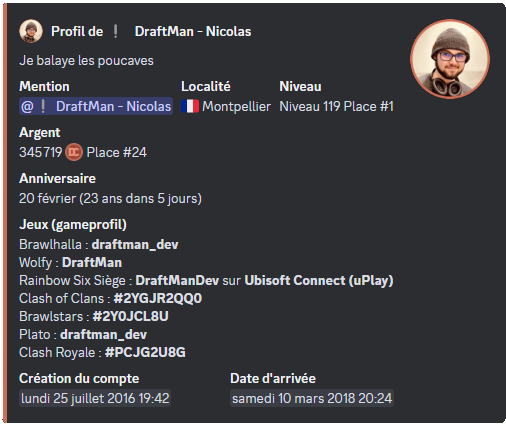 Profil de ❕ DraftMan - Nicolas
Je balaye les poucaves
Mention Localité Niveau
@❕ DraftMan - Nicolas 🇫🇷 Montpellier Niveau 119 Place #1
Argent
345719 DC Place #24
Anniversaire
20 février (23 ans dans 5 jours)
Jeux (gameprofil)
Brawlhalla : draftman_dev
Wolfy : DraftMan
Rainbow Six Siège : DraftManDev sur Ubisoft Connect (uPlay)
Clash of Clans : #2YGJR2QQ0
Brawlstars : #2Y0JCL8U
Plato : draftman_dev
Clash Royale : #PCJG2U8G
Création du compte Date d'arrivée
lundi 25 juillet 2016 19:42 samedi 10 mars 2018 20:24